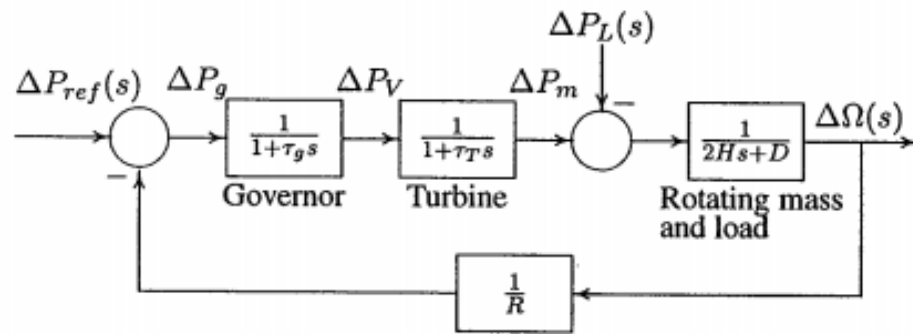 ΔP_L(s)
ΔP_ref(s)
ΔP_g
ΔP_V
ΔP_m
ΔΩ(s)
−
−
1/(1+τ_g s)
1/(1+τ_T s)
1/(2Hs+D)
Governor
Turbine
Rotating mass
and load
1/R